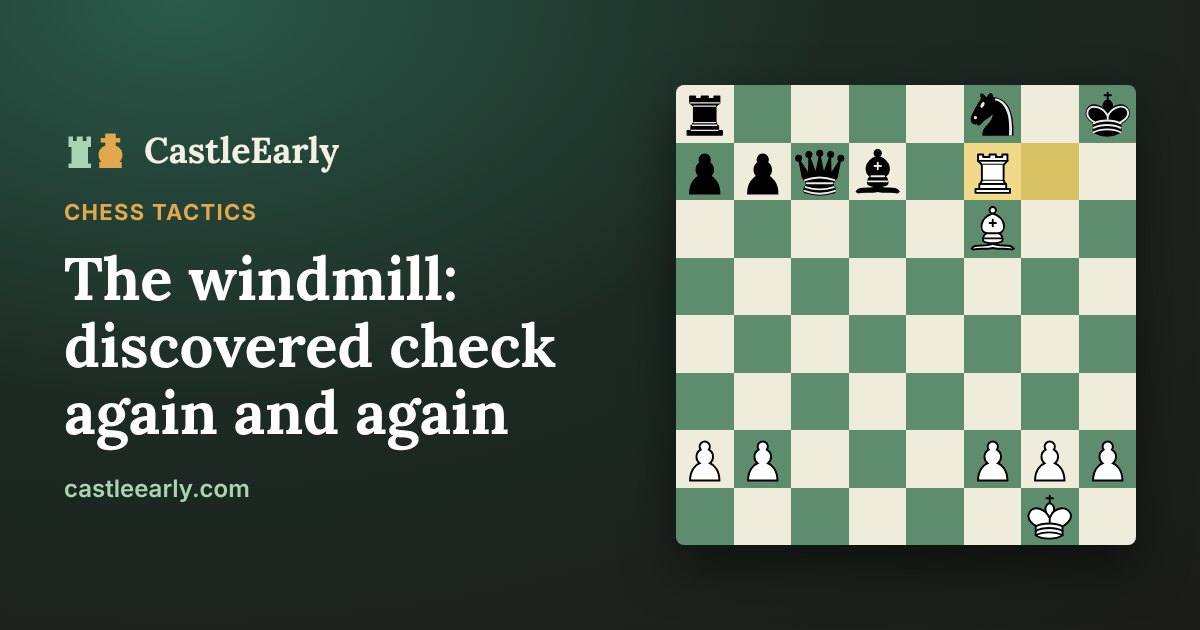 CastleEarly
CHESS TACTICS
The windmill:
discovered check
again and again
castleearly.com